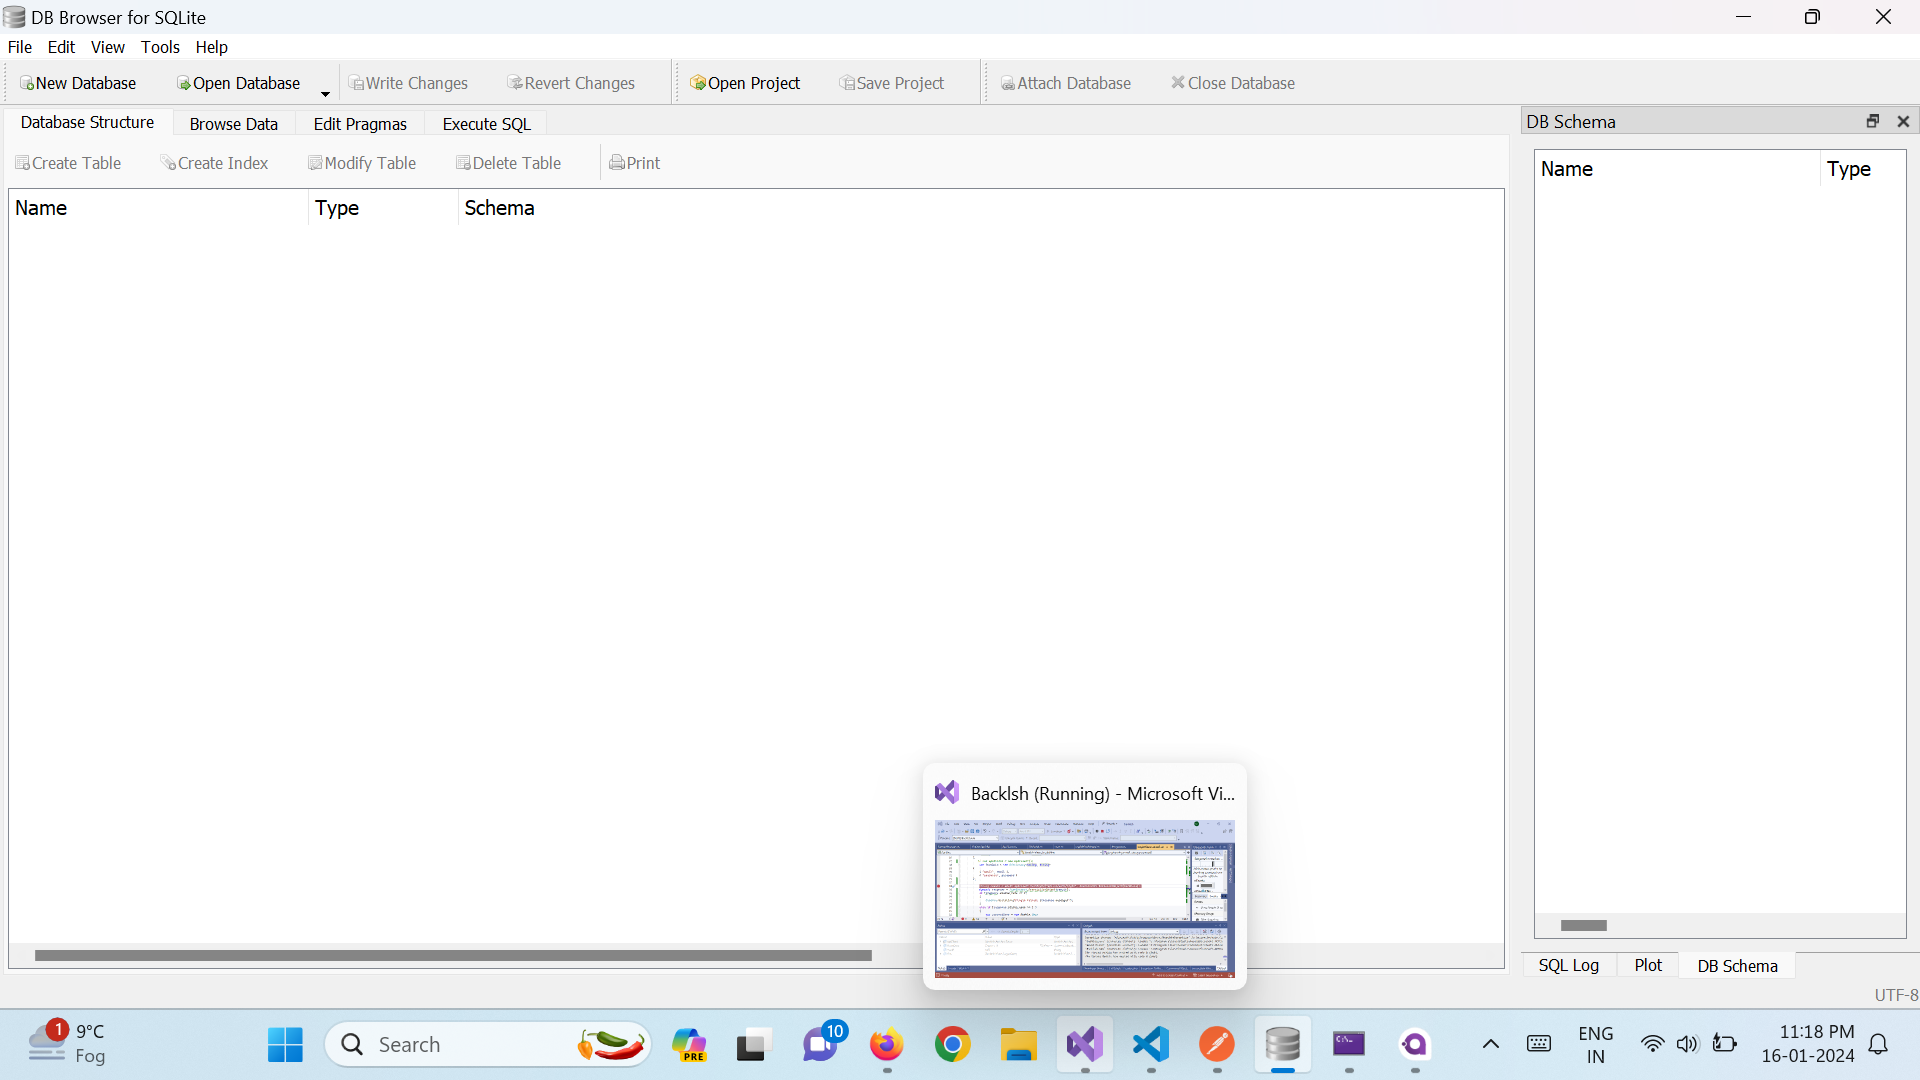 DB Browser for SQLite
File Edit View Tools Help
New Database Open Database Write Changes Revert Changes Open Project Save Project Attach Database Close Database
Database Structure Browse Data Edit Pragmas Execute SQL
DB Schema
Create Table Create Index Modify Table Delete Table Print
Name Type Schema
Name Type
Backlsh (Running) - Microsoft Vi...
SQL Log Plot DB Schema
UTF-8
1 9°C
Fog
Search
PRE
10
C:\_
ENG
IN
11:18 PM
16-01-2024